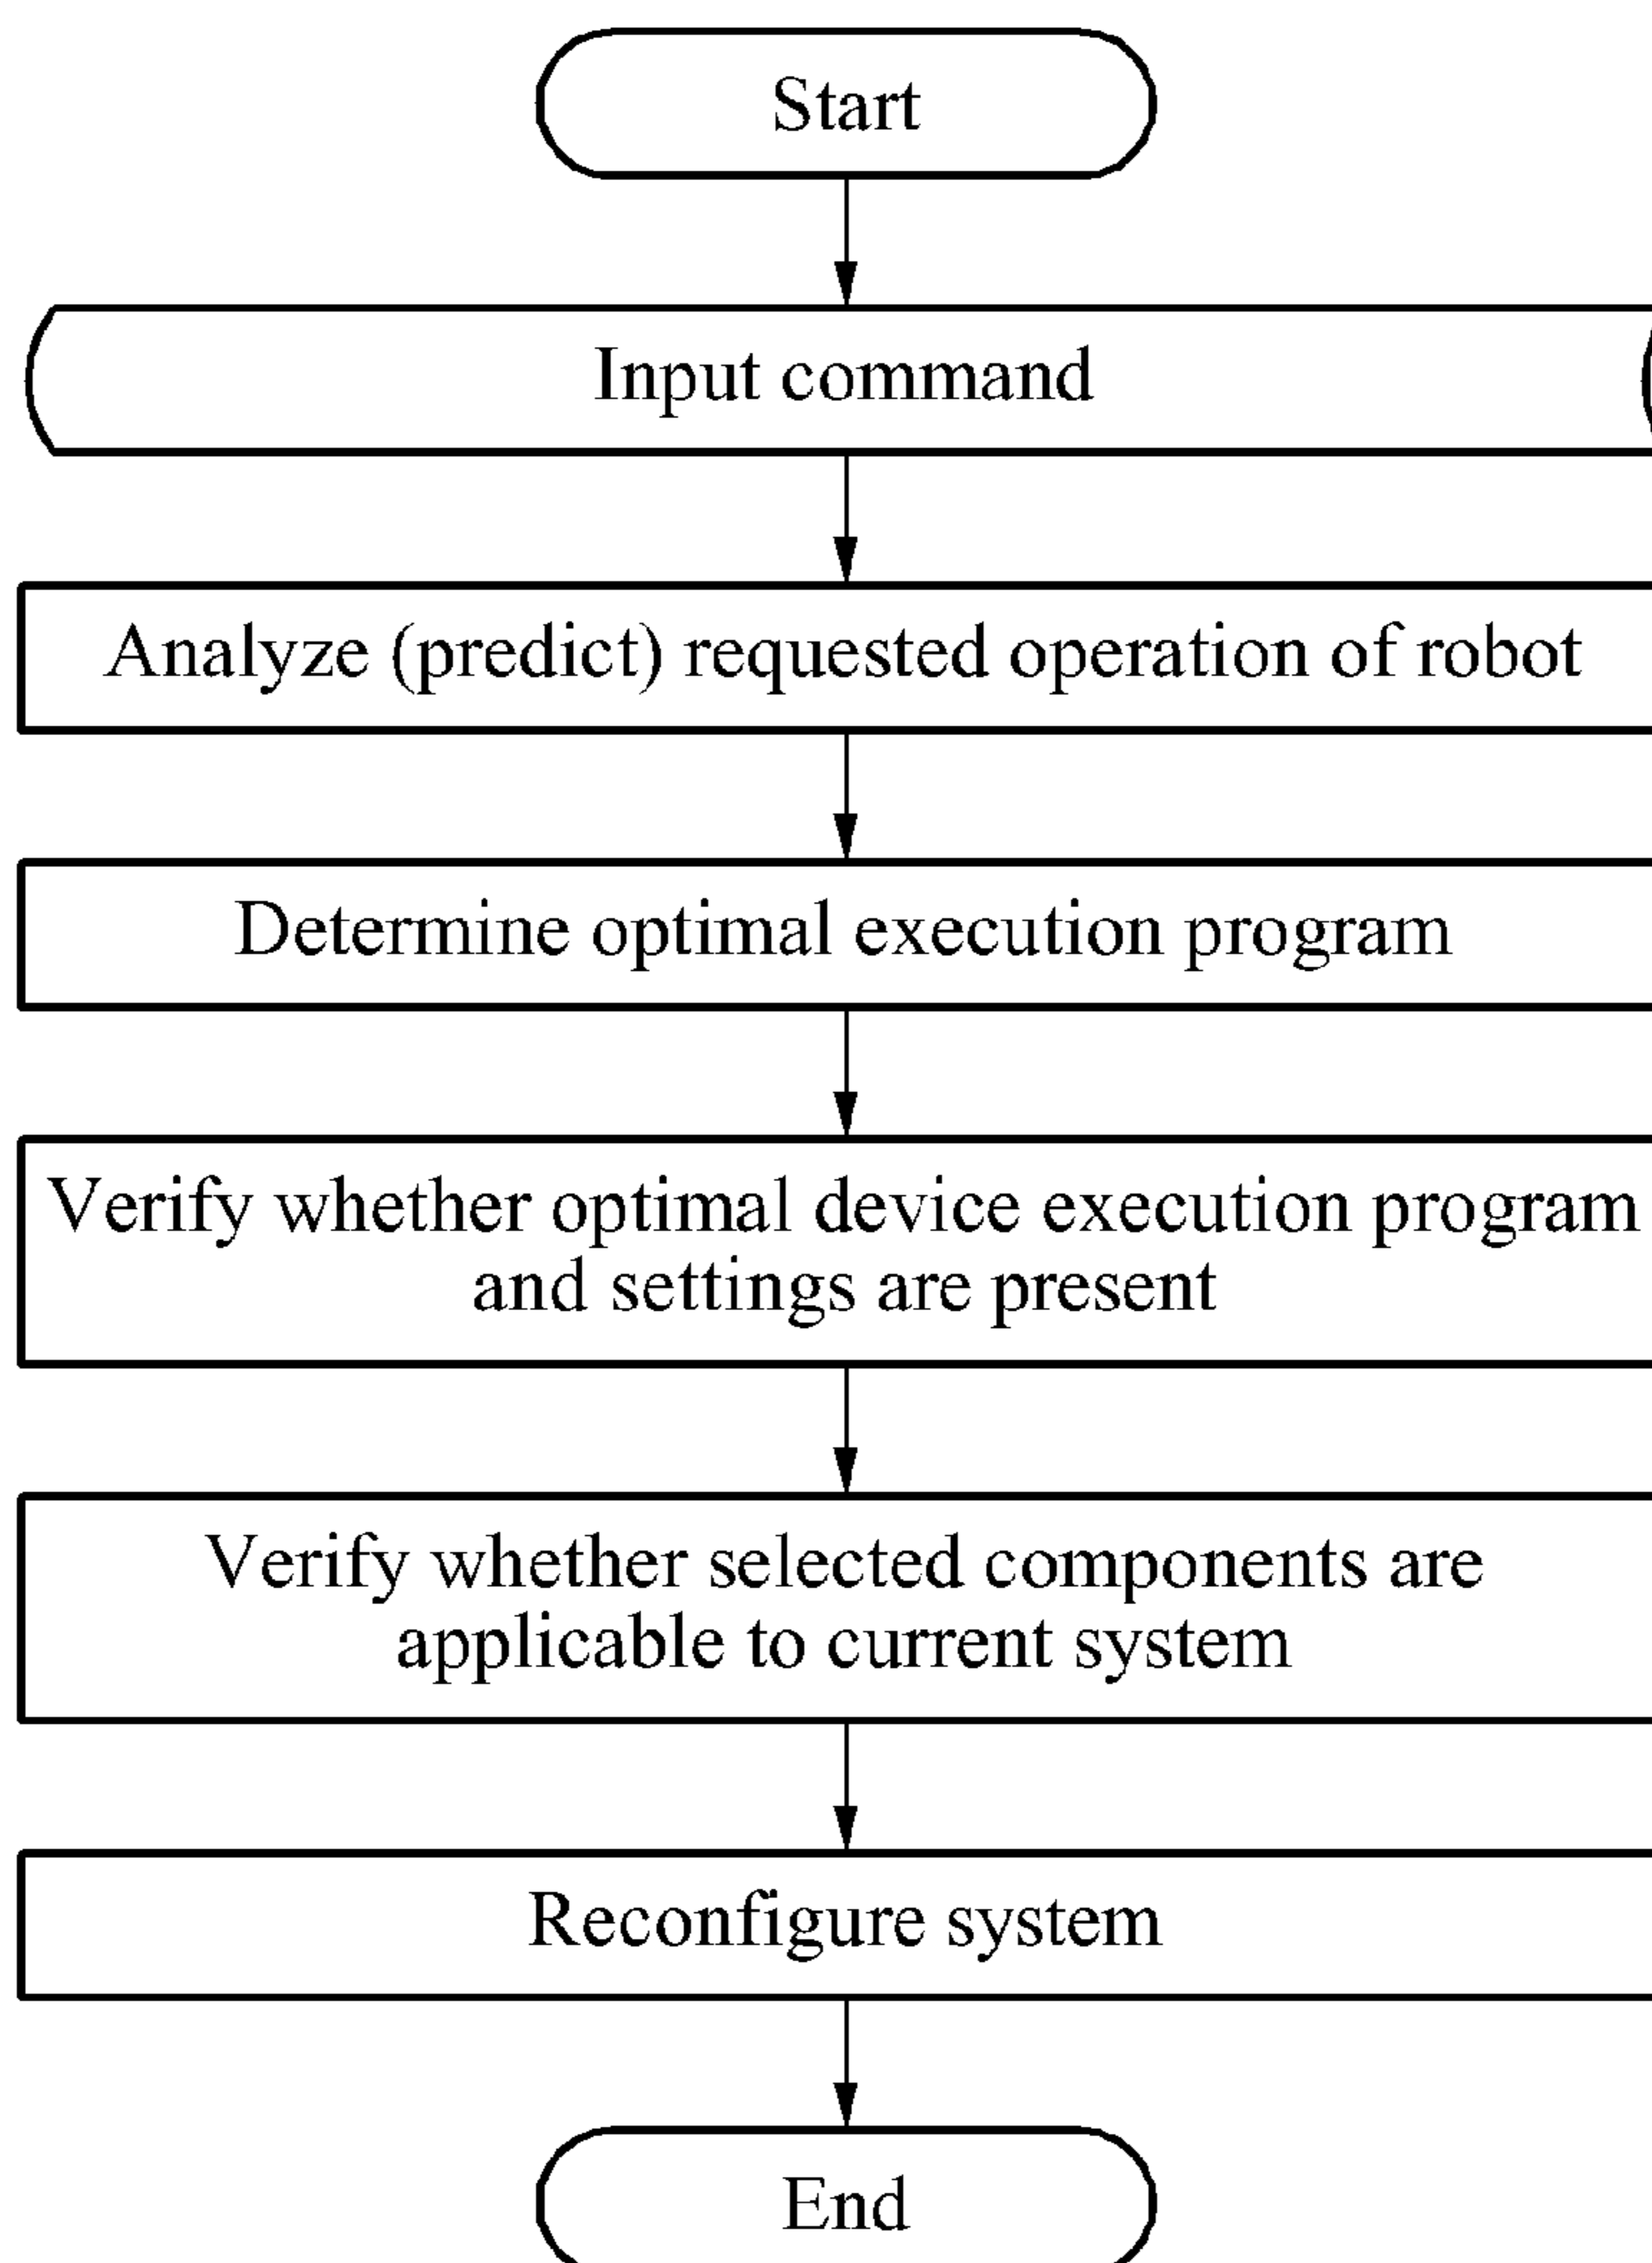 Start
Input command
Analyze (predict) requested operation of robot
Determine optimal execution program
Verify whether optimal device execution program
and settings are present
Verify whether selected components are
applicable to current system
Reconfigure system
End